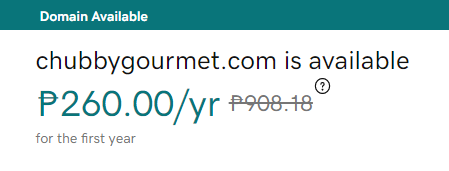 Domain Available
chubbygourmet.com is available
₱260.00/yr ₱908.18 ?
for the first year